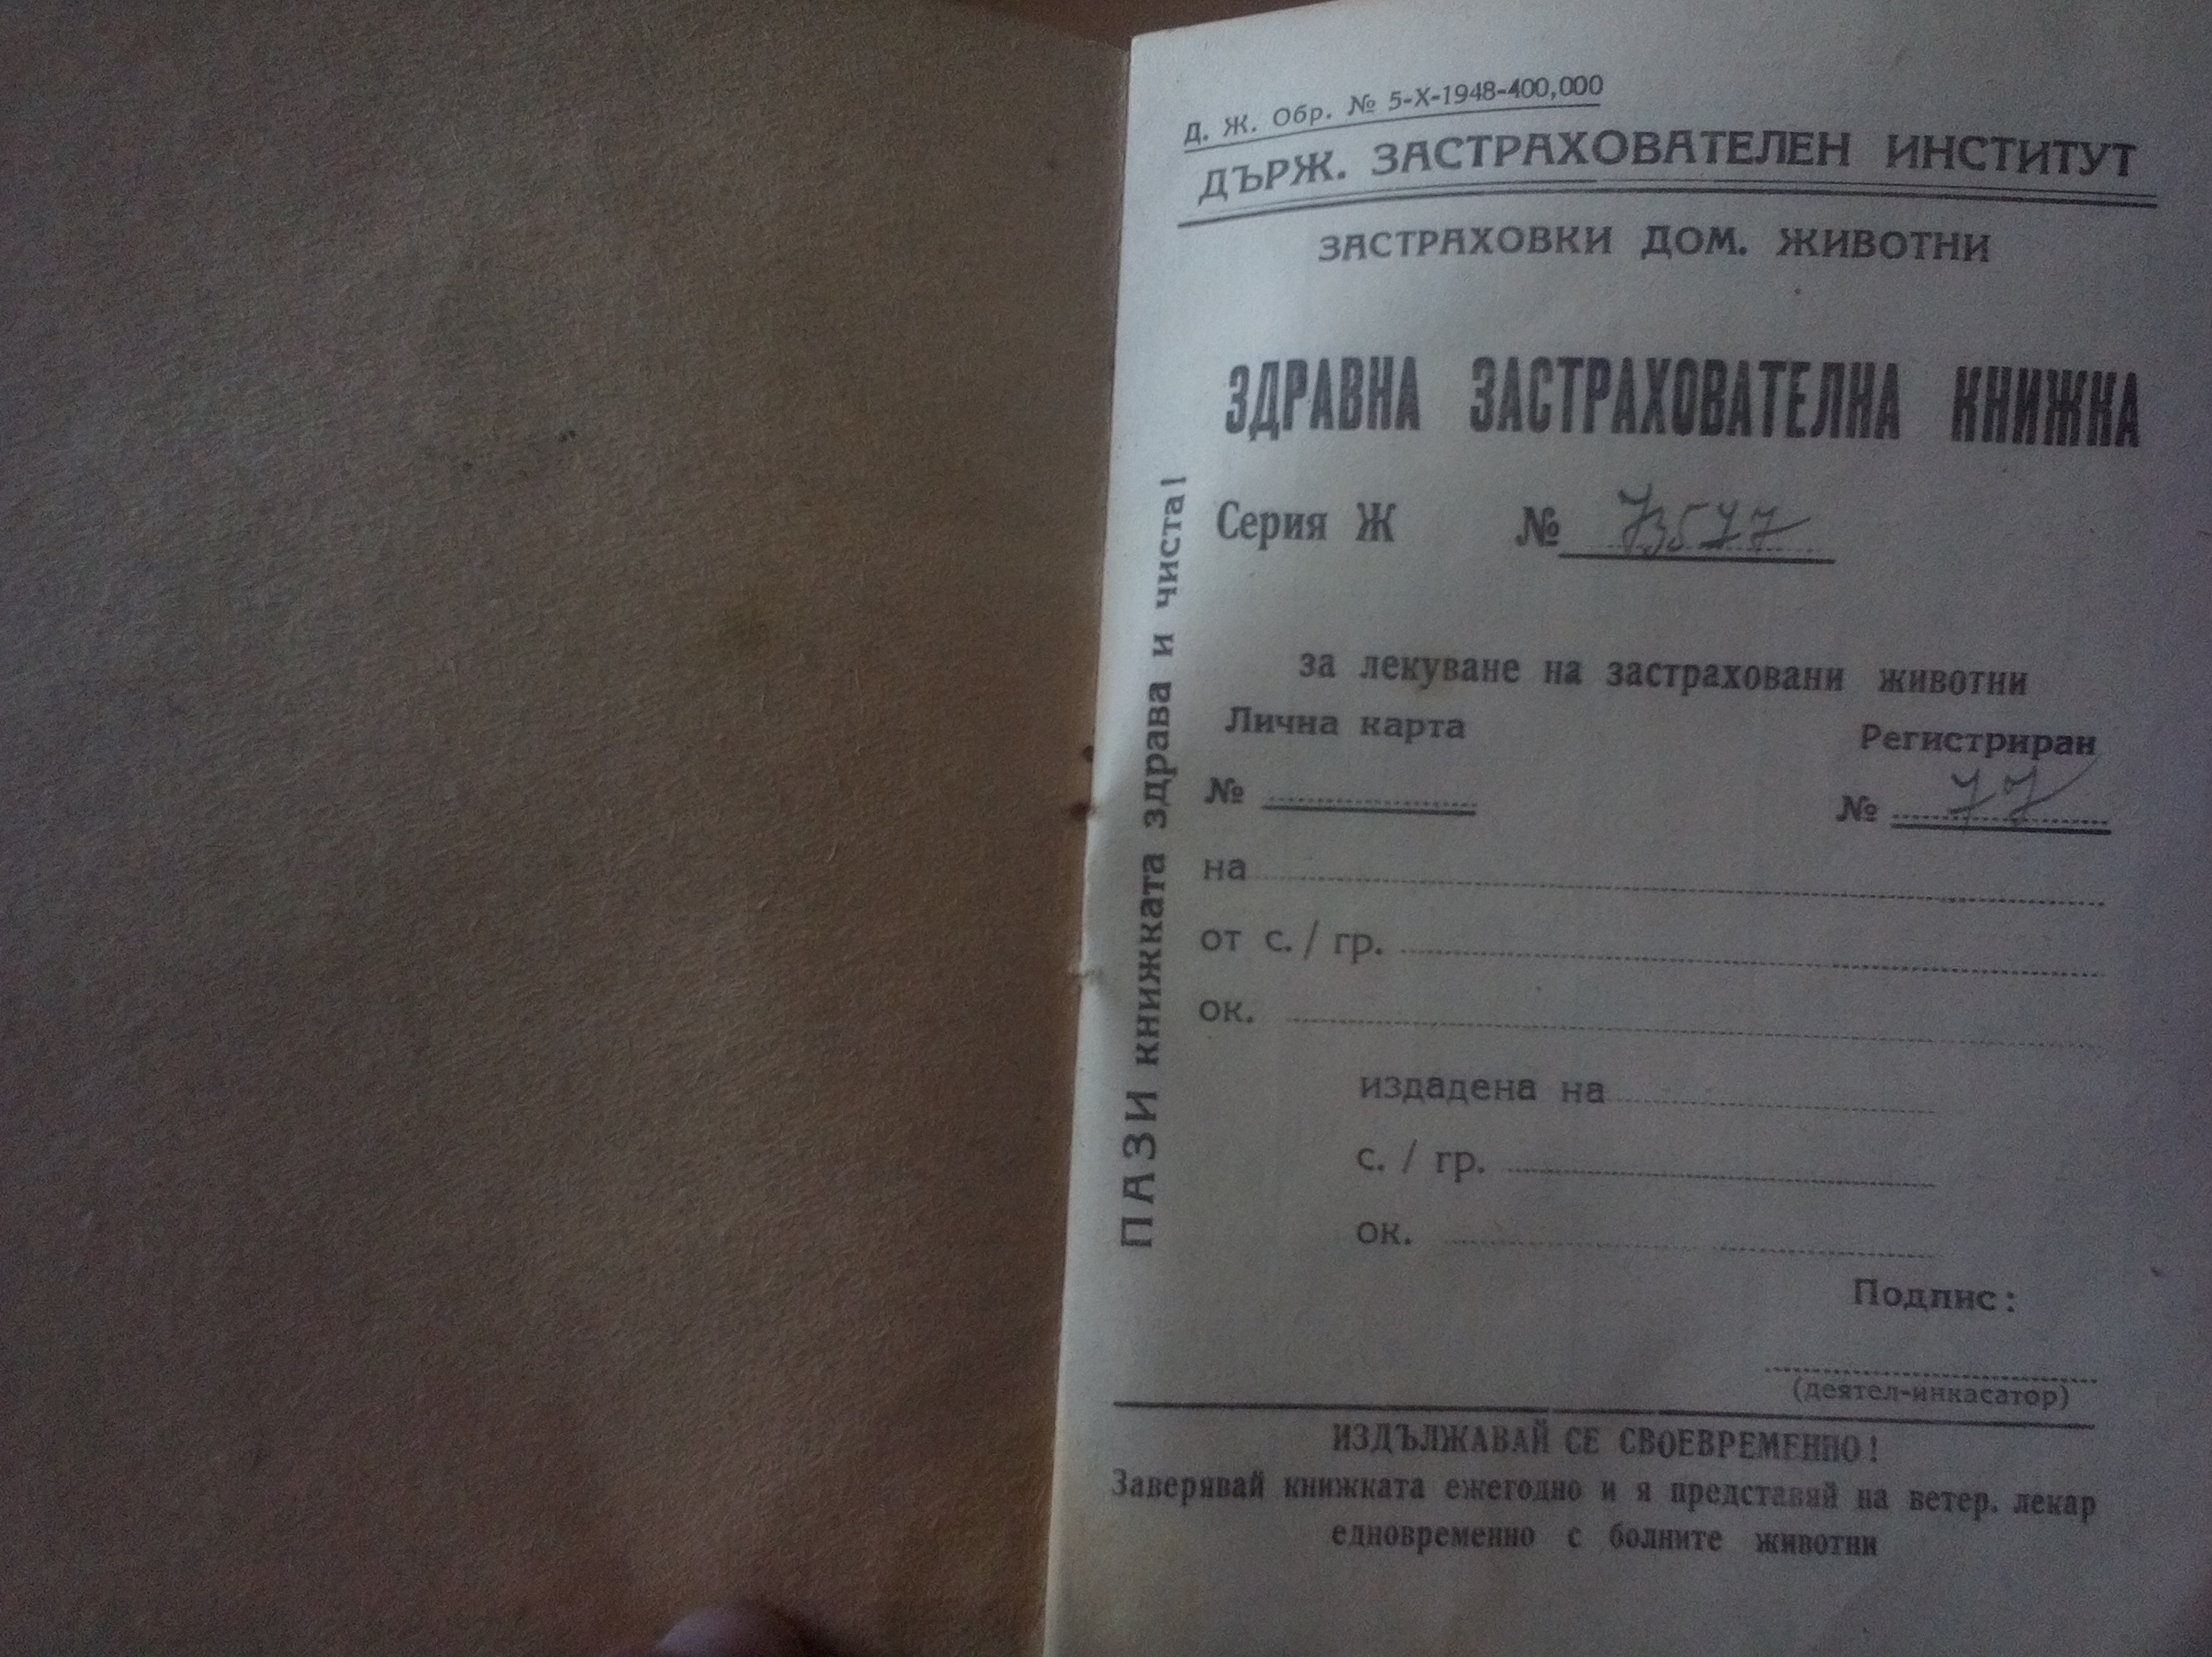 Д. Ж. Обр. № 5-X-1948-400,000
ДЪРЖ. ЗАСТРАХОВАТЕЛЕН ИНСТИТУТ
ЗАСТРАХОВКИ ДОМ. ЖИВОТНИ
ЗДРАВНА ЗАСТРАХОВАТЕЛНА КНИЖКА
Серия Ж № 73577
за лекуване на застраховани животни
Лична карта Регистриран
№ № 77
на
от с. / гр.
ок.
издадена на
с. / гр.
ок.
Подпис:
(деятел-инкасатор)
ИЗДЪЛЖАВАЙ СЕ СВОЕВРЕМЕННО!
Заверявай книжката ежегодно и я представяй на ветер. лекар
едновременно с болните животни
ПАЗИ книжката здрава и чиста!